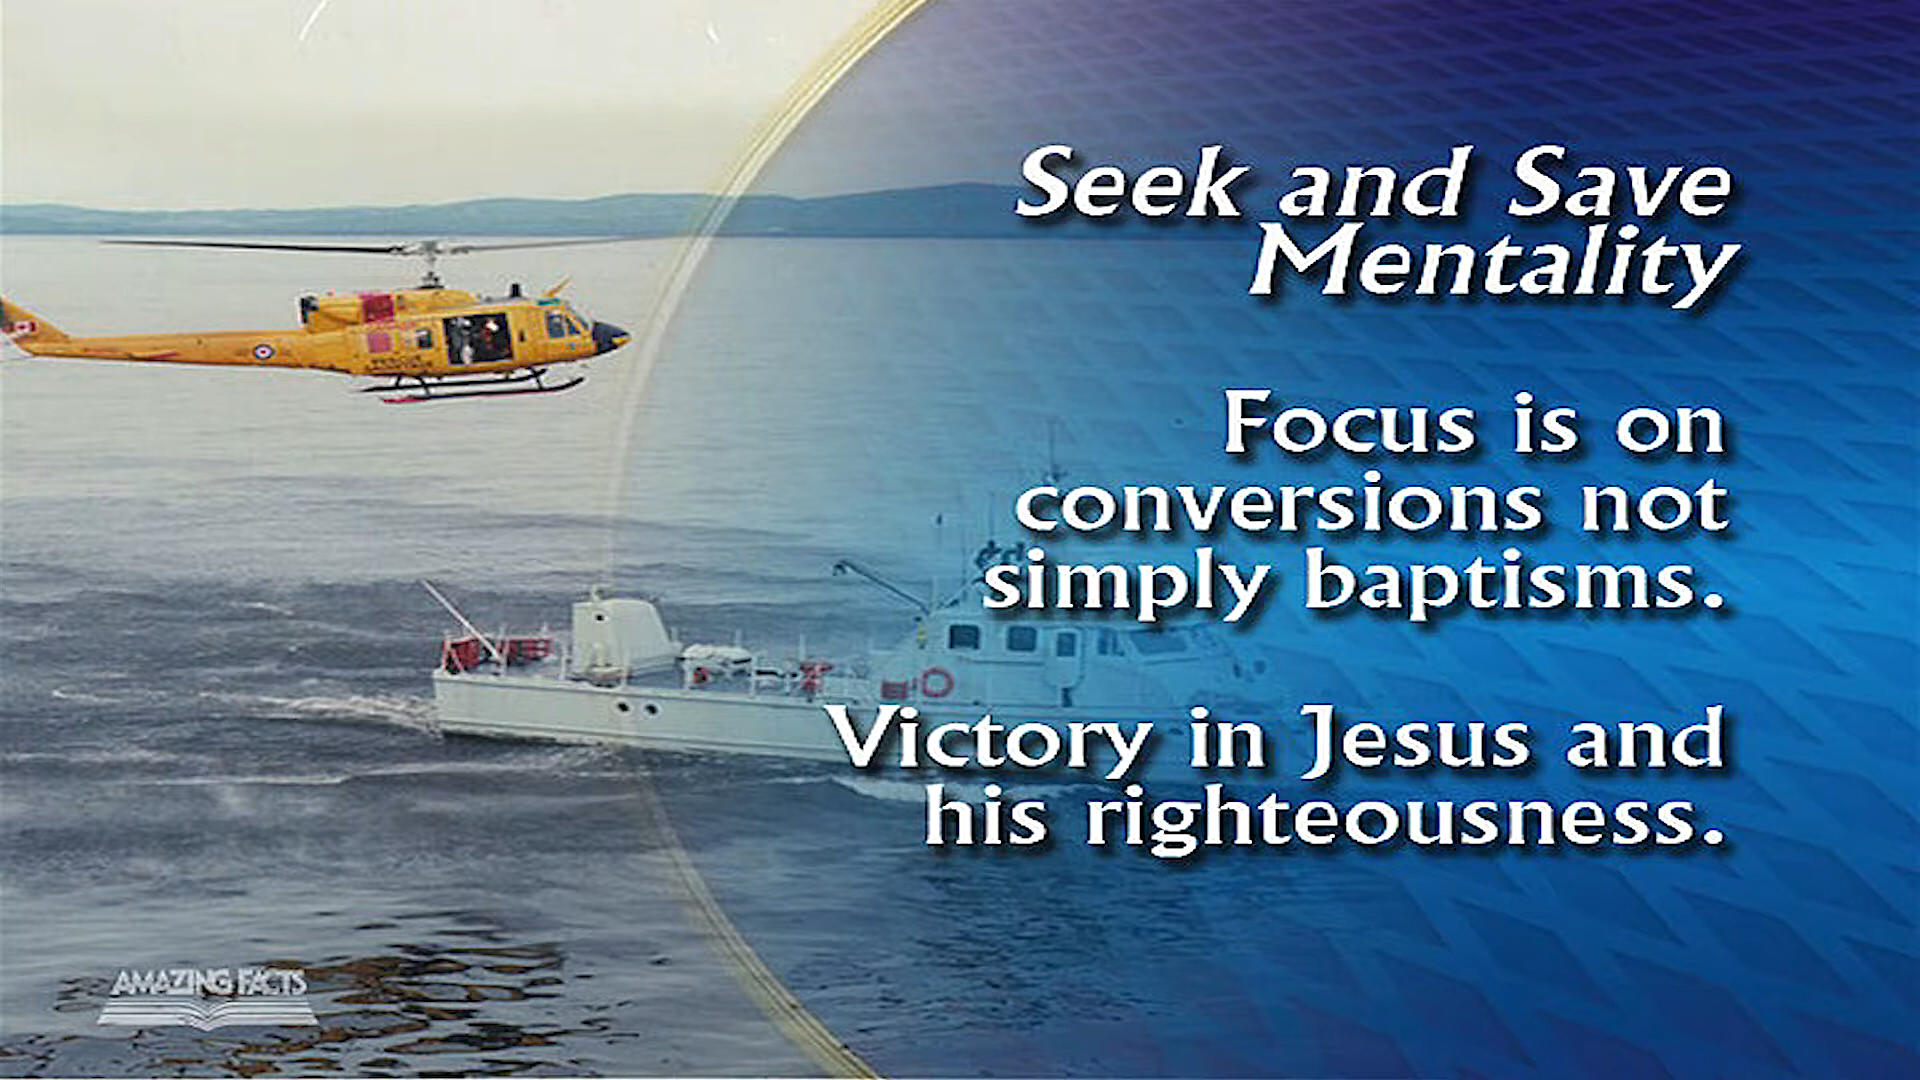 Seek and Save
Mentality
Focus is on
conversions not
simply baptisms.
Victory in Jesus and
his righteousness.
RESCUE
AMAZING FACTS